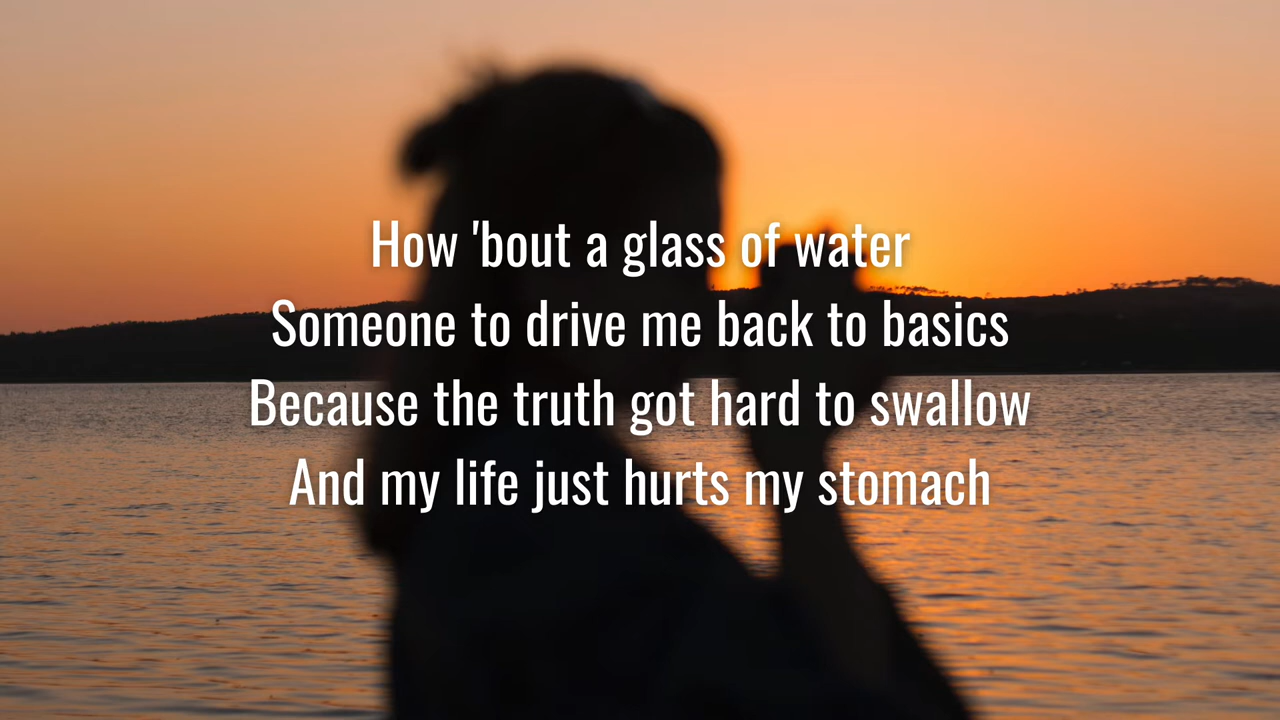 How 'bout a glass of water
Someone to drive me back to basics
Because the truth got hard to swallow
And my life just hurts my stomach